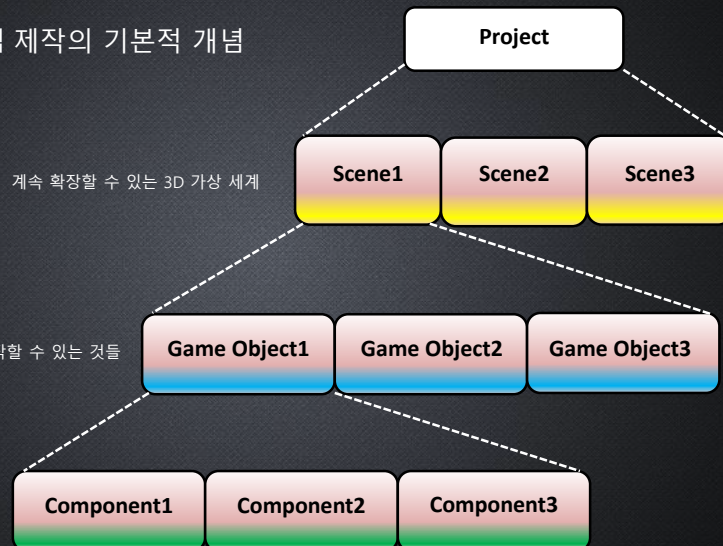 제작의 기본적 개념
Project
계속 확장할 수 있는 3D 가상 세계
Scene1 Scene2 Scene3
할 수 있는 것들
Game Object1 Game Object2 Game Object3
Component1 Component2 Component3